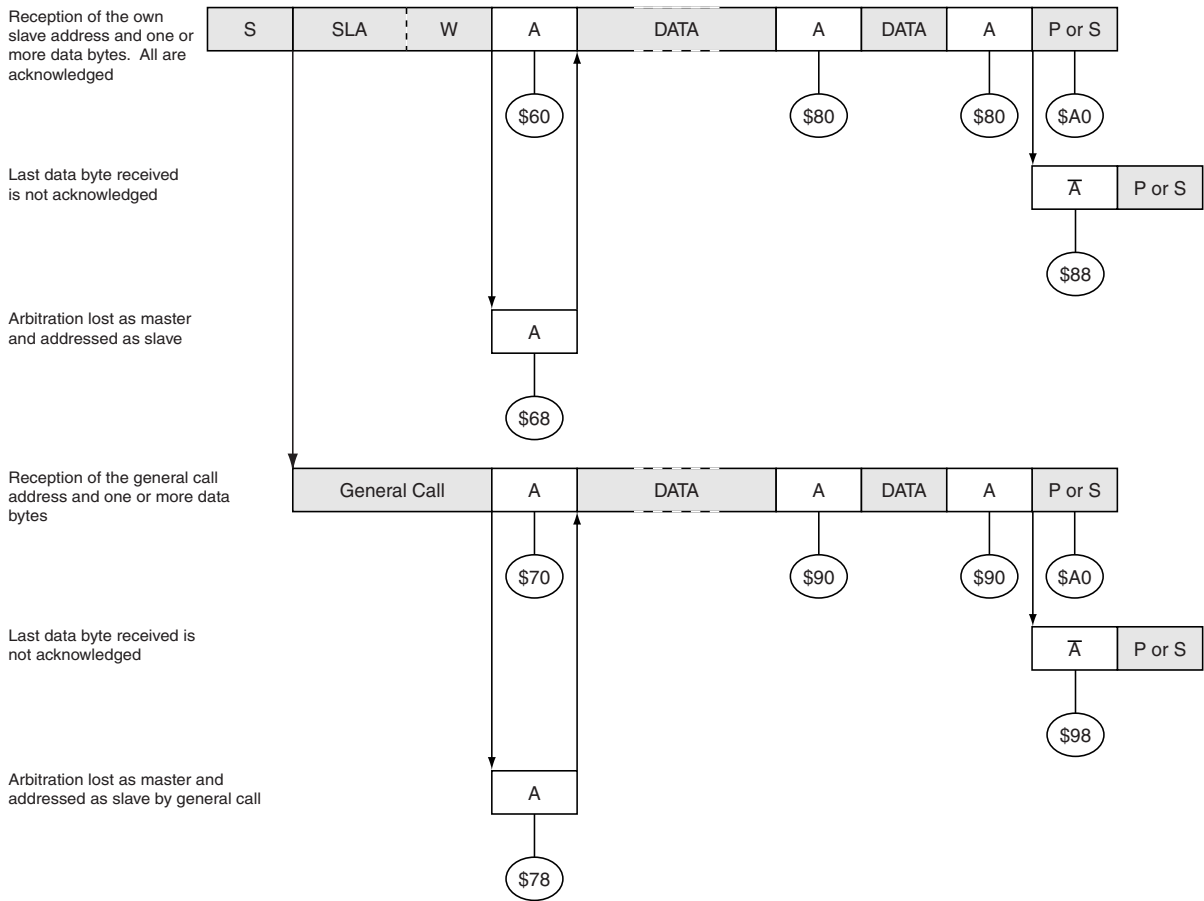 Reception of the own
slave address and one or
more data bytes. All are
acknowledged
S SLA W A DATA A DATA A P or S
$60 $80 $80 $A0
Last data byte received
is not acknowledged
A̅ P or S
$88
Arbitration lost as master
and addressed as slave
A
$68
Reception of the general call
address and one or more data
bytes
General Call A DATA A DATA A P or S
$70 $90 $90 $A0
Last data byte received is
not acknowledged
A̅ P or S
$98
Arbitration lost as master and
addressed as slave by general call
A
$78